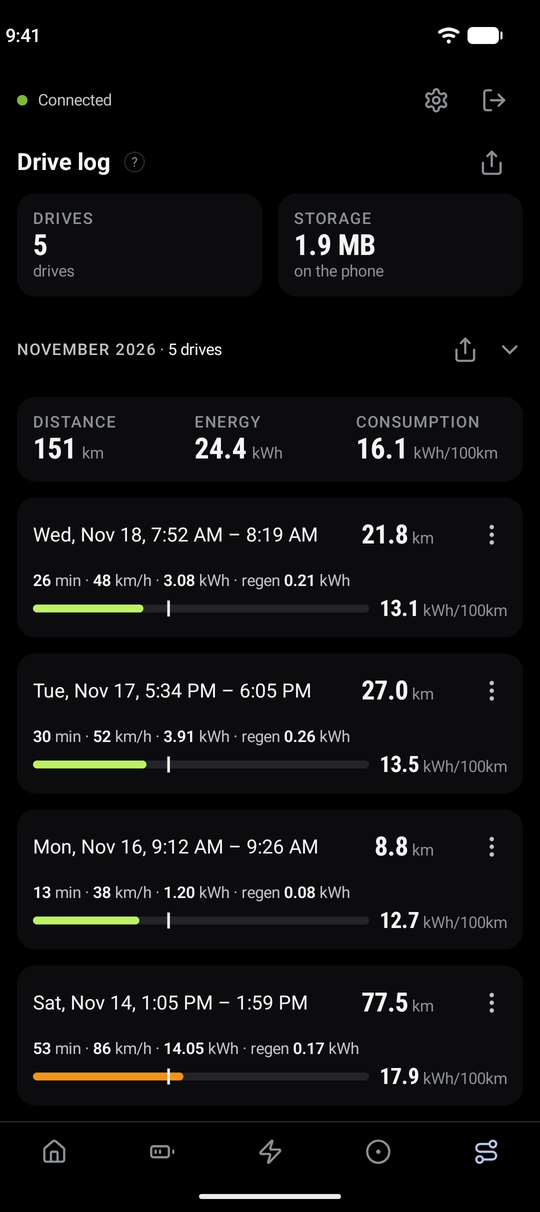 9:41
Connected
Drive log ?
DRIVES
5
drives
STORAGE
1.9 MB
on the phone
NOVEMBER 2026 · 5 drives
DISTANCE ENERGY CONSUMPTION
151 km 24.4 kWh 16.1 kWh/100km
Wed, Nov 18, 7:52 AM – 8:19 AM 21.8 km
26 min · 48 km/h · 3.08 kWh · regen 0.21 kWh
13.1 kWh/100km
Tue, Nov 17, 5:34 PM – 6:05 PM 27.0 km
30 min · 52 km/h · 3.91 kWh · regen 0.26 kWh
13.5 kWh/100km
Mon, Nov 16, 9:12 AM – 9:26 AM 8.8 km
13 min · 38 km/h · 1.20 kWh · regen 0.08 kWh
12.7 kWh/100km
Sat, Nov 14, 1:05 PM – 1:59 PM 77.5 km
53 min · 86 km/h · 14.05 kWh · regen 0.17 kWh
17.9 kWh/100km